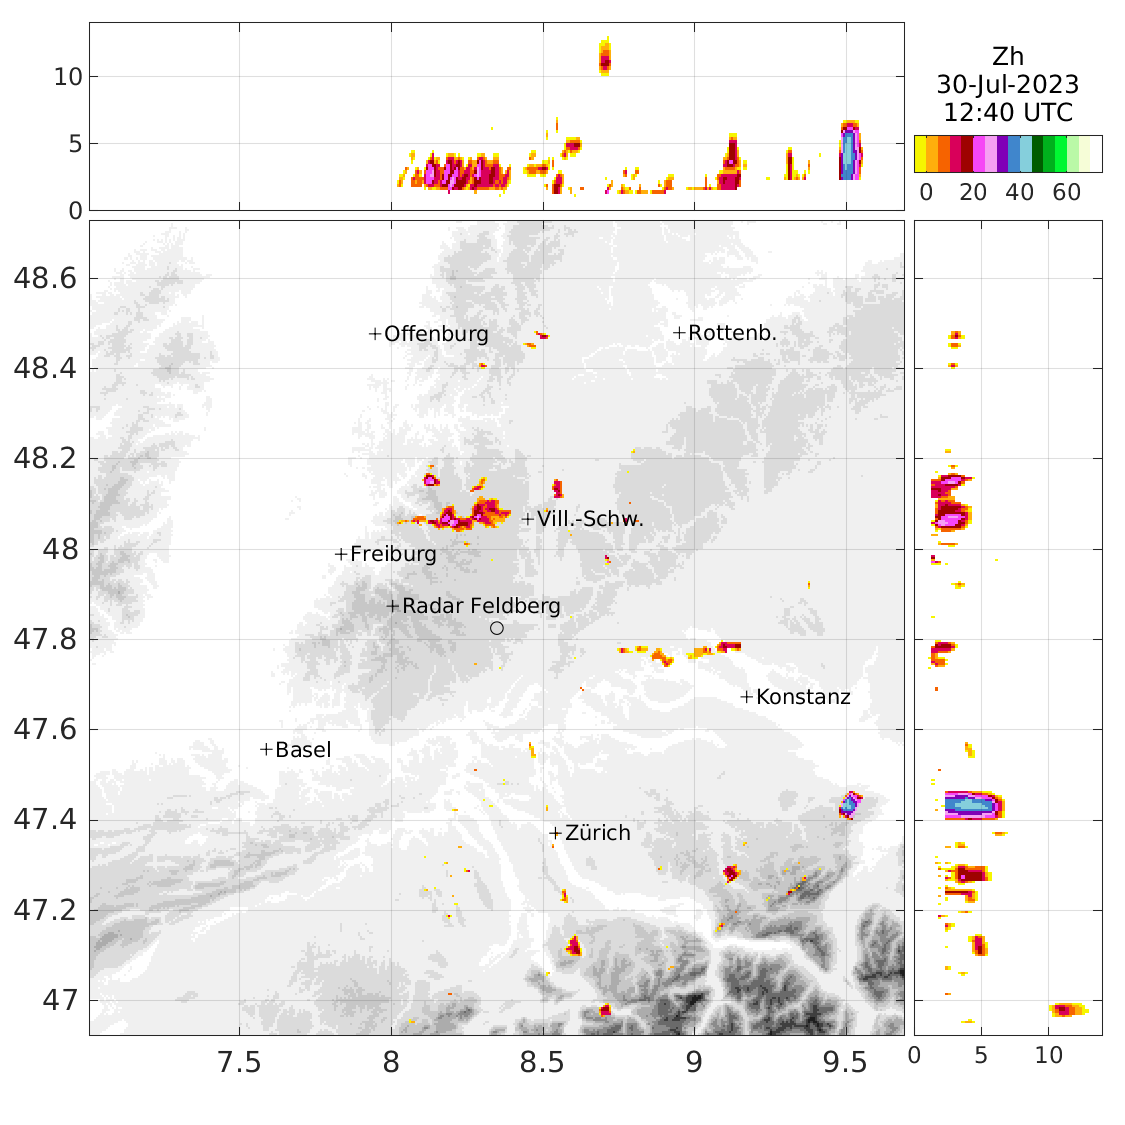 Zh
30-Jul-2023
12:40 UTC
0 20 40 60
10
5
0
48.6
48.4
48.2
48
47.8
47.6
47.4
47.2
47
Offenburg
Rottenb.
Vill.-Schw.
Freiburg
Radar Feldberg
Konstanz
Basel
Zürich
7.5 8 8.5 9 9.5
0 5 10